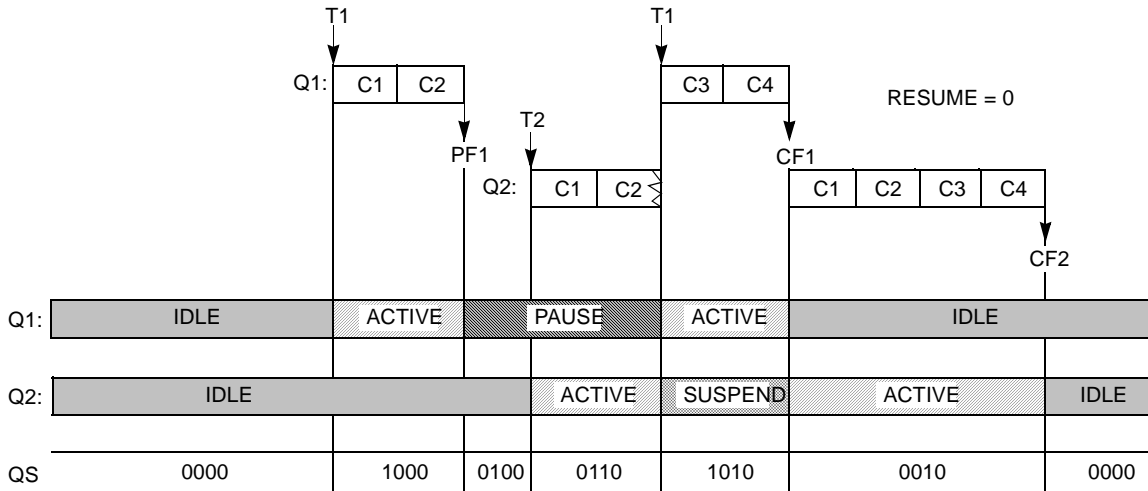 T1 T1
Q1: C1 C2 C3 C4
RESUME = 0
T2
PF1 CF1
Q2: C1 C2 C1 C2 C3 C4
CF2
Q1: IDLE ACTIVE PAUSE ACTIVE IDLE
Q2: IDLE ACTIVE SUSPEND ACTIVE IDLE
QS 0000 1000 0100 0110 1010 0010 0000